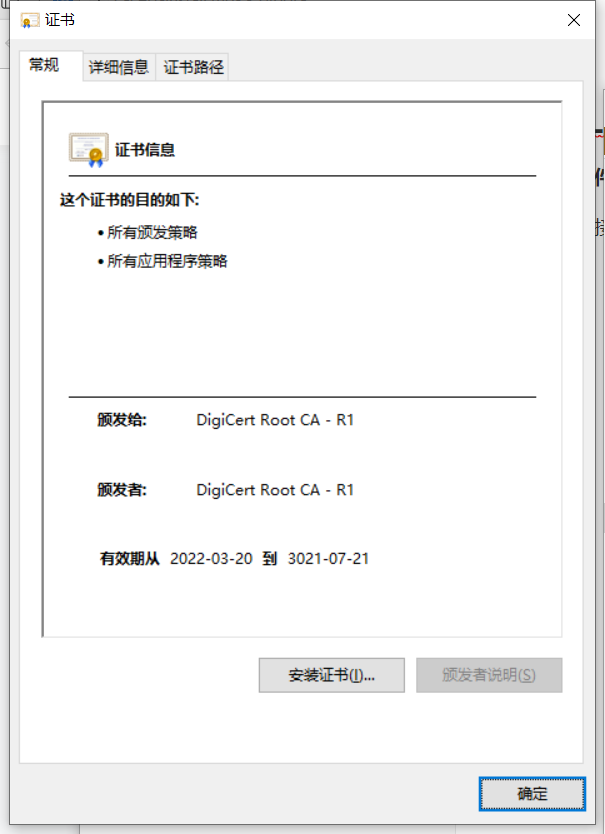 证书
常规 详细信息 证书路径
证书信息
这个证书的目的如下:
• 所有颁发策略
• 所有应用程序策略
颁发给: DigiCert Root CA - R1
颁发者: DigiCert Root CA - R1
有效期从 2022-03-20 到 3021-07-21
安装证书(I)... 颁发者说明(S)
确定